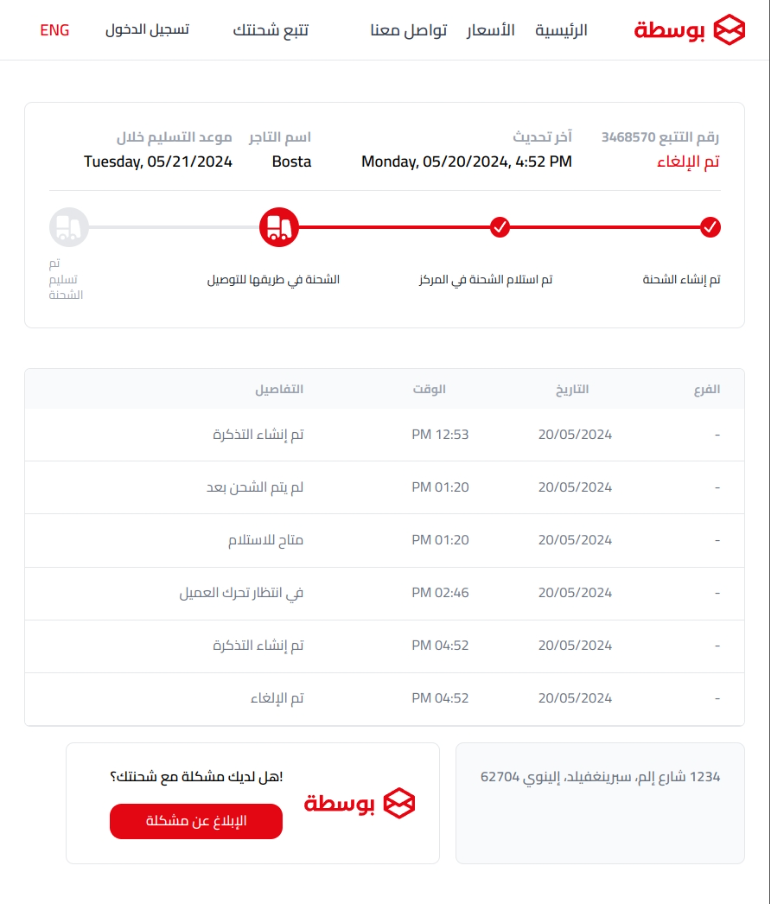 بوسطة
الرئيسية
الأسعار
تواصل معنا
تتبع شحنتك
تسجيل الدخول
ENG
رقم التتبع 3468570
تم الإلغاء
آخر تحديث
Monday, 05/20/2024, 4:52 PM
اسم التاجر
Bosta
موعد التسليم خلال
Tuesday, 05/21/2024
تم إنشاء الشحنة
تم استلام الشحنة في المركز
الشحنة في طريقها للتوصيل
تم
تسليم
الشحنة
الفرع التاريخ الوقت التفاصيل
- 20/05/2024 12:53 PM تم إنشاء التذكرة
- 20/05/2024 01:20 PM لم يتم الشحن بعد
- 20/05/2024 01:20 PM متاح للاستلام
- 20/05/2024 02:46 PM في انتظار تحرك العميل
- 20/05/2024 04:52 PM تم إنشاء التذكرة
- 20/05/2024 04:52 PM تم الإلغاء
1234 شارع إلم، سبرينغفيلد، إلينوي 62704
بوسطة
!هل لديك مشكلة مع شحنتك؟
الإبلاغ عن مشكلة